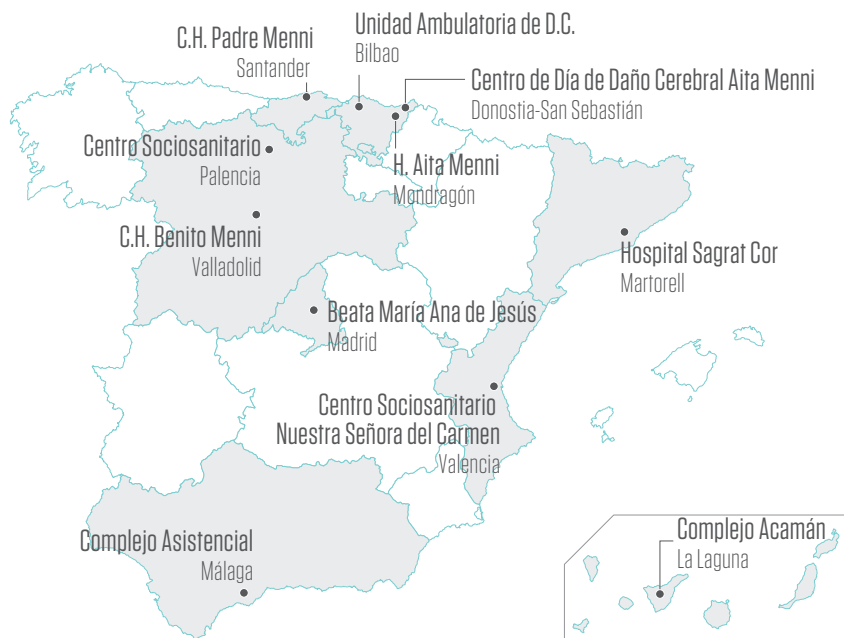 C.H. Padre Menni
Santander
Unidad Ambulatoria de D.C.
Bilbao
Centro de Día de Daño Cerebral Aita Menni
Donostia-San Sebastián
Centro Sociosanitario
Palencia
H. Aita Menni
Mondragón
C.H. Benito Menni
Valladolid
Hospital Sagrat Cor
Martorell
Beata María Ana de Jesús
Madrid
Centro Sociosanitario
Nuestra Señora del Carmen
Valencia
Complejo Asistencial
Málaga
Complejo Acamán
La Laguna